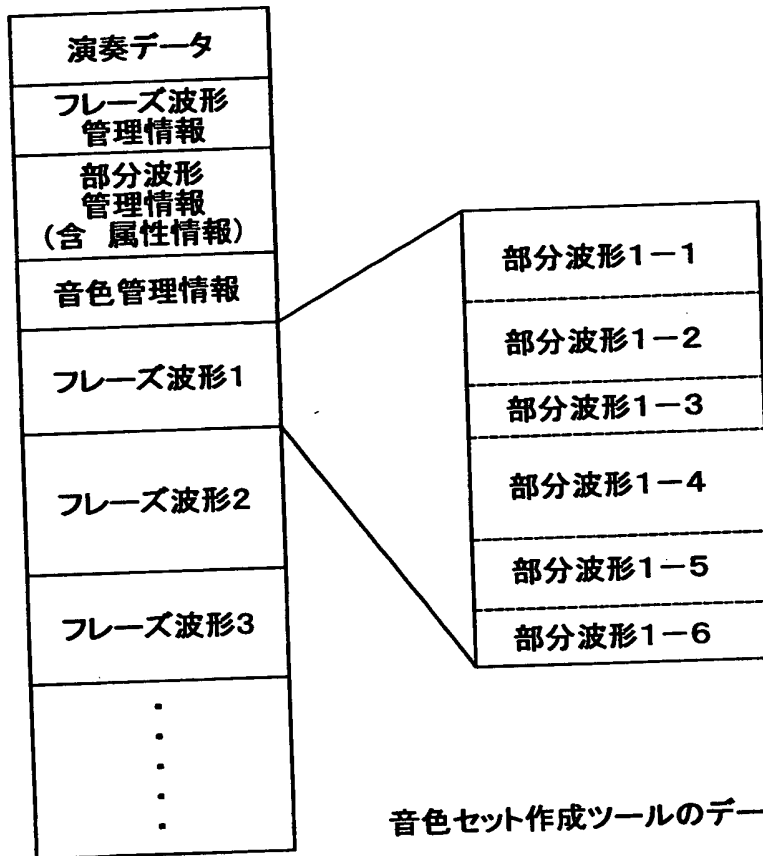 演奏データ
フレーズ波形
管理情報
部分波形
管理情報
(含 属性情報)
音色管理情報
フレーズ波形1
フレーズ波形2
フレーズ波形3
部分波形1－1
部分波形1－2
部分波形1－3
部分波形1－4
部分波形1－5
部分波形1－6
音色セット作成ツールのデー